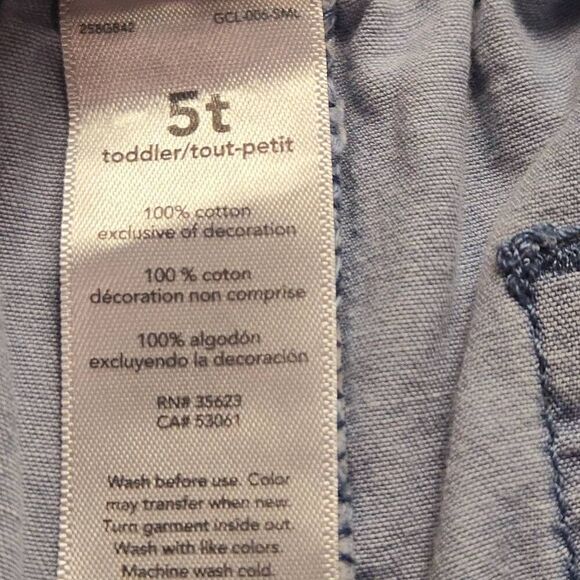 258G842 GCL-006-SML
5t
toddler/tout-petit
100% cotton
exclusive of decoration
100 % coton
décoration non comprise
100% algodón
excluyendo la decoración
RN# 35623
CA# 53061
Wash before use. Color
may transfer when new.
Turn garment inside out.
Wash with like colors.
Machine wash cold.